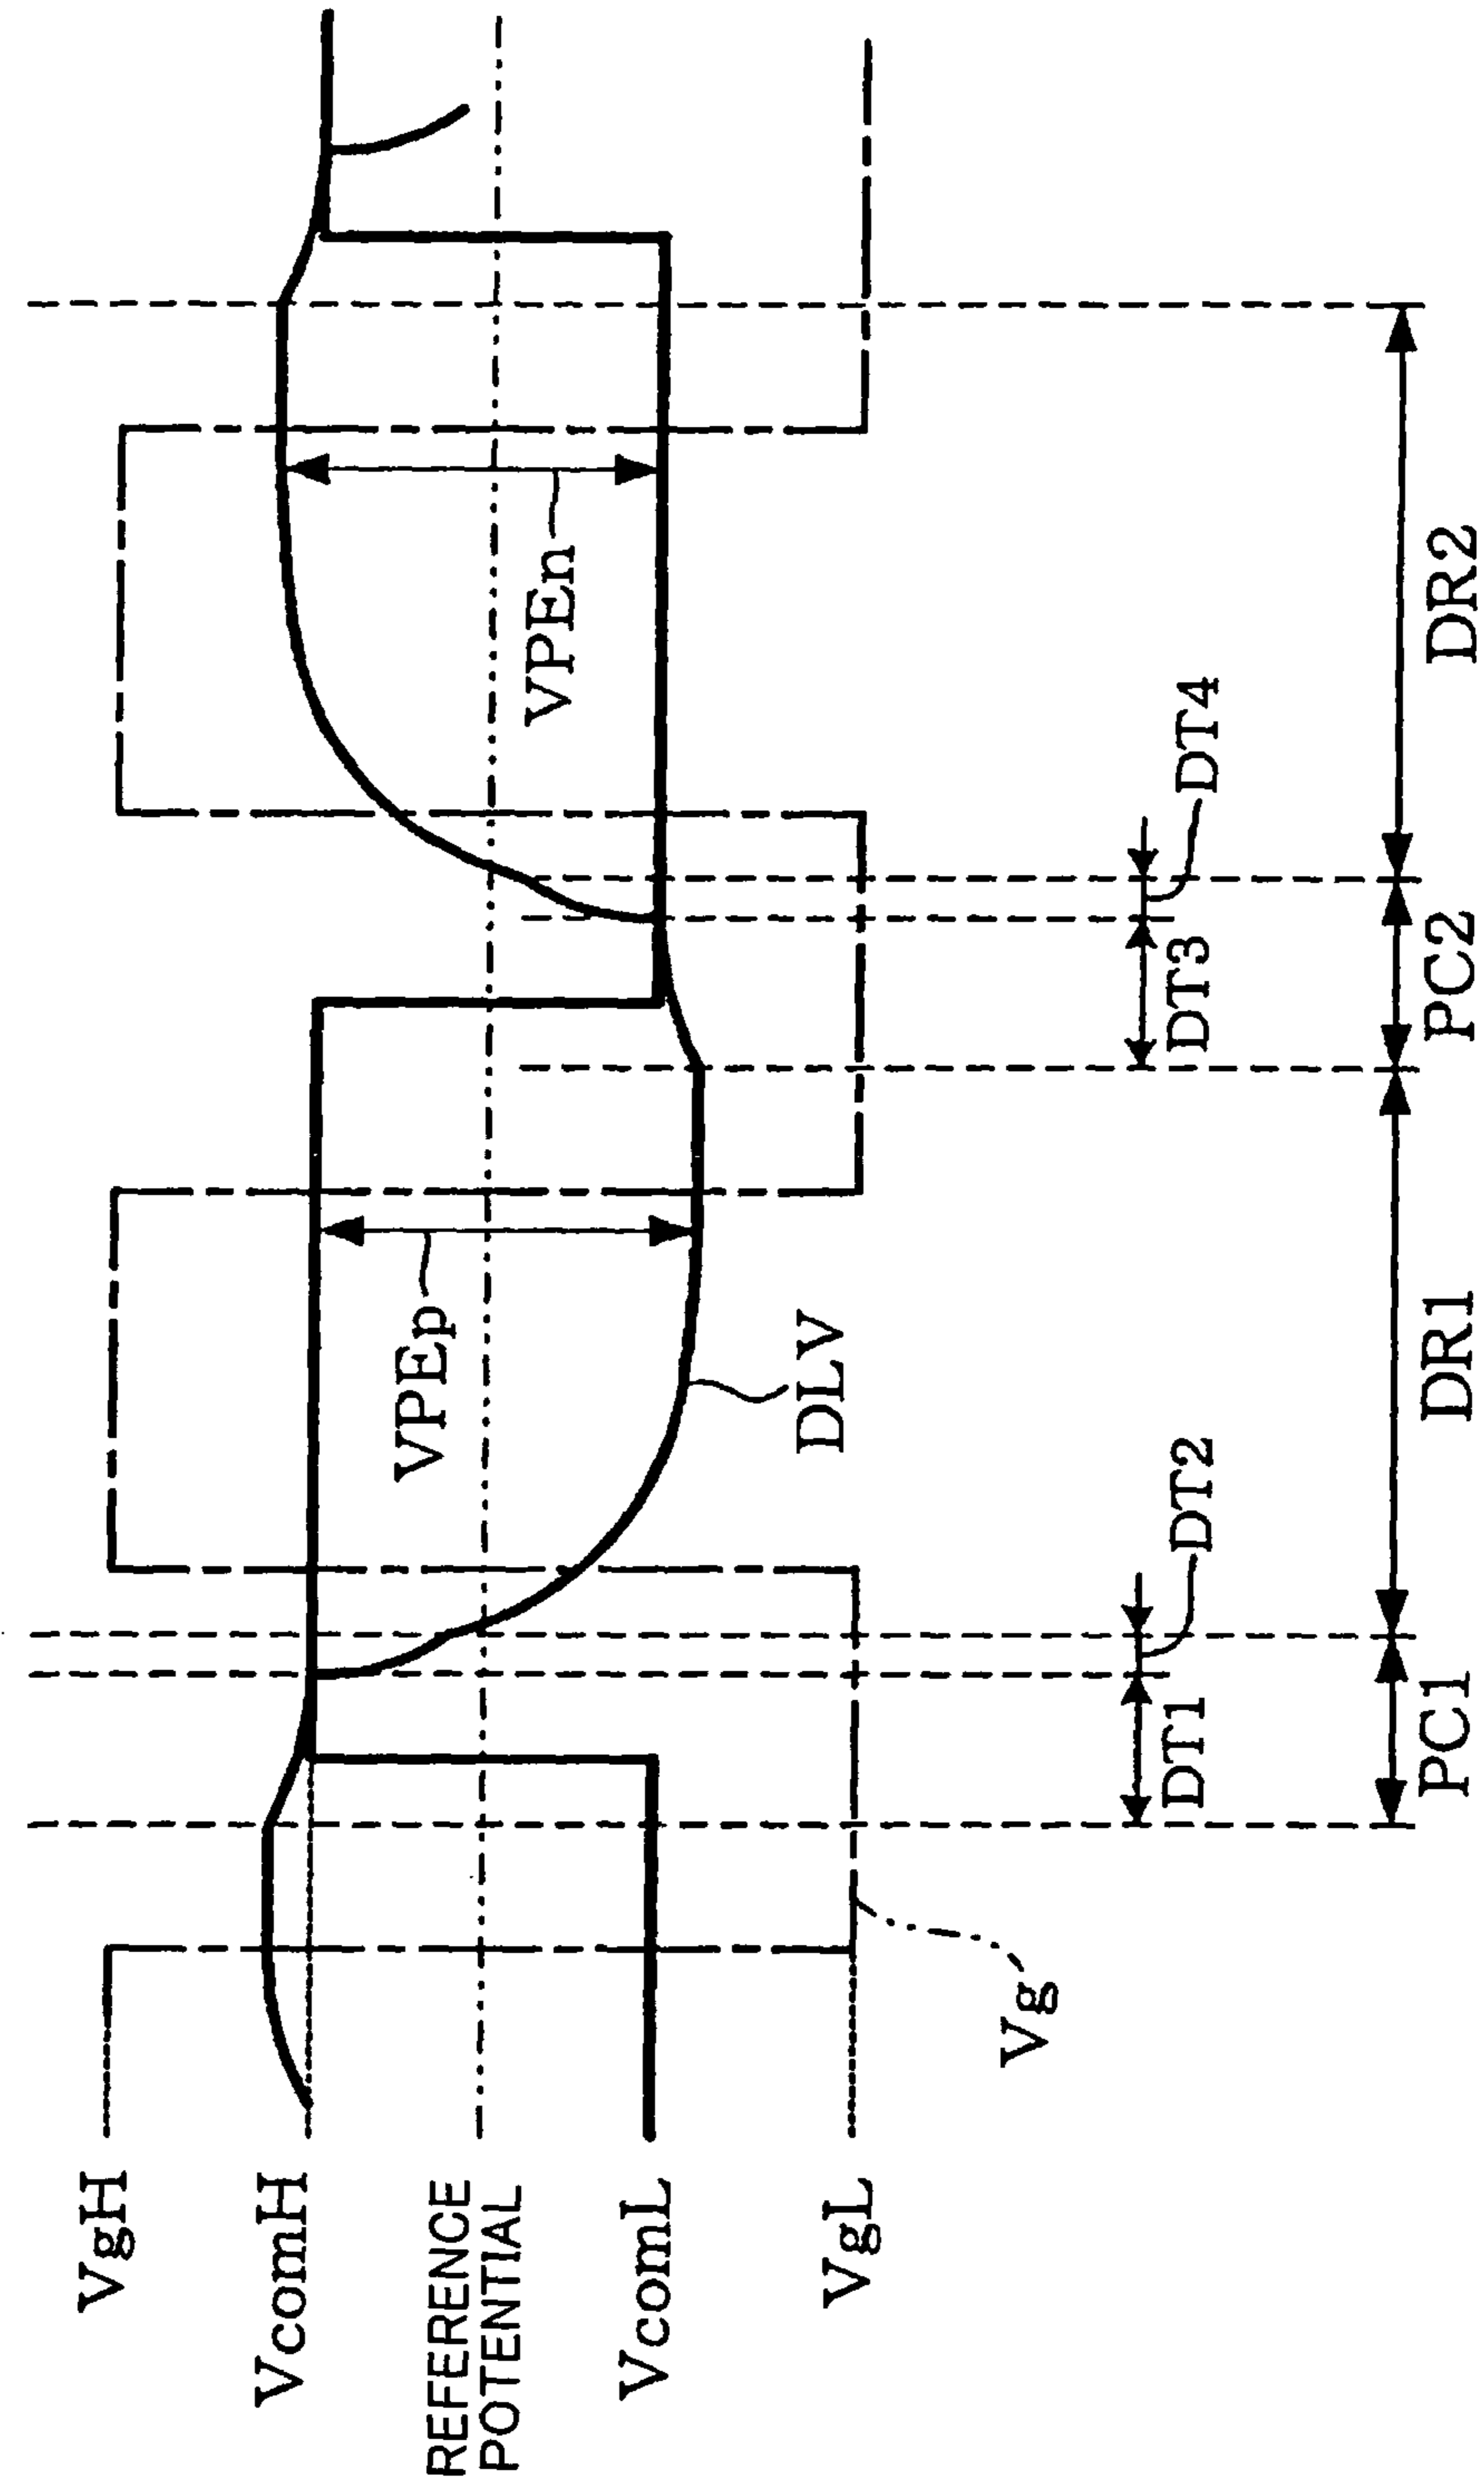 VgH
VcomH
REFERENCE
POTENTIAL
VcomL
VgL
Vg
VPEp
DLV
VPEn
DT1
DT2
DT3
DT4
PC1
DR1
PC2
DR2